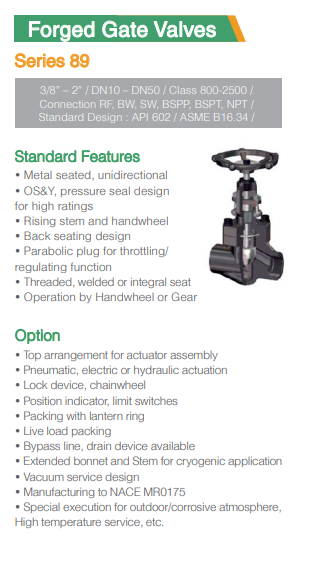 Forged Gate Valves
Series 89
3/8" – 2" / DN10 – DN50 / Class 800-2500 /
Connection RF, BW, SW, BSPP, BSPT, NPT /
Standard Design : API 602 / ASME B16.34 /
Standard Features
• Metal seated, unidirectional
• OS&Y, pressure seal design
for high ratings
• Rising stem and handwheel
• Back seating design
• Parabolic plug for throttling/
regulating function
• Threaded, welded or integral seat
• Operation by Handwheel or Gear
Option
• Top arrangement for actuator assembly
• Pneumatic, electric or hydraulic actuation
• Lock device, chainwheel
• Position indicator, limit switches
• Packing with lantern ring
• Live load packing
• Bypass line, drain device available
• Extended bonnet and Stem for cryogenic application
• Vacuum service design
• Manufacturing to NACE MR0175
• Special execution for outdoor/corrosive atmosphere,
High temperature service, etc.